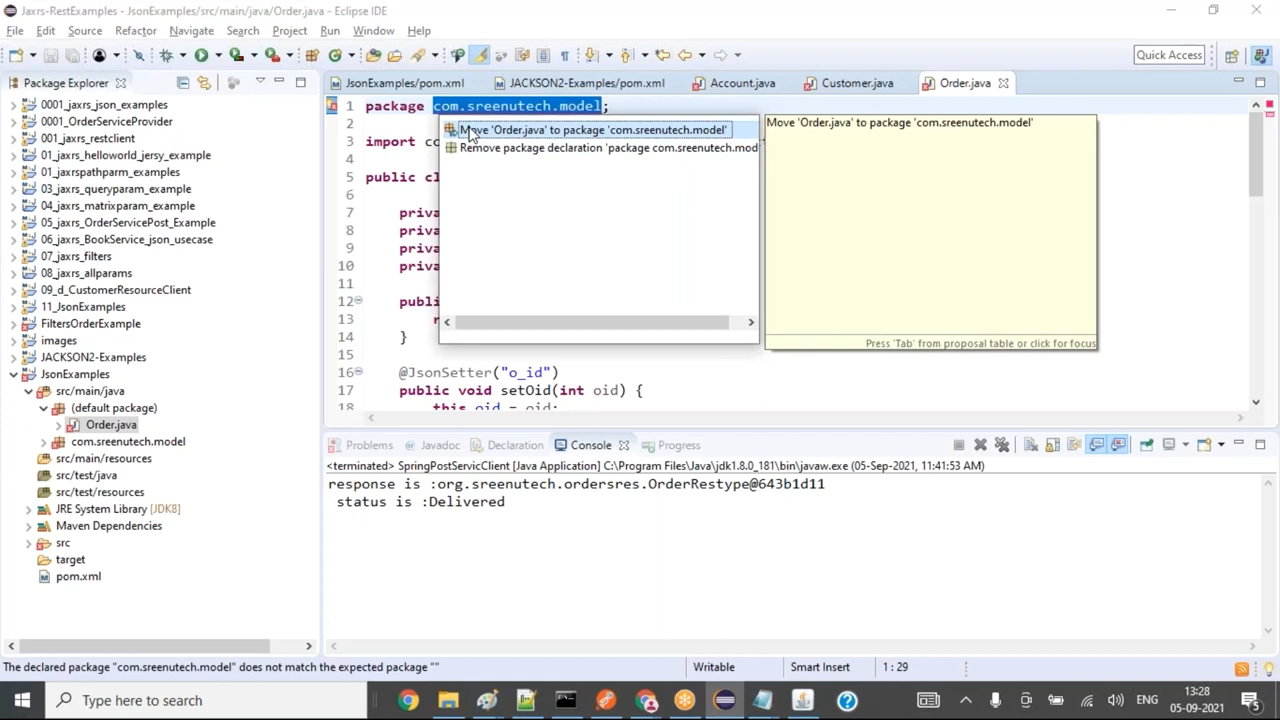 Jaxrs-RestExamples - JsonExamples/src/main/java/Order.java - Eclipse IDE
File Edit Source Refactor Navigate Search Project Run Window Help
Quick Access
Package Explorer
0001_jaxrs_json_examples
0001_OrderServiceProvider
001_jaxrs_restclient
01_jaxrs_helloworld_jersy_example
01_jaxrspathparm_examples
03_jaxrs_queryparam_example
04_jaxrs_matrixparam_example
05_jaxrs_OrderServicePost_Example
06_jaxrs_BookService_json_usecase
07_jaxrs_filters
08_jaxrs_allparams
09_d_CustomerResourceClient
11_JsonExamples
FiltersOrderExample
images
JACKSON2-Examples
JsonExamples
src/main/java
(default package)
Order.java
com.sreenutech.model
src/main/resources
src/test/java
src/test/resources
JRE System Library [JDK8]
Maven Dependencies
src
target
pom.xml
JsonExamples/pom.xml JACKSON2-Examples/pom.xml Account.java Customer.java Order.java
1 package com.sreenutech.model;
2
3 import co
4
5 public cl
6
7 priva
8 priva
9 priva
10 priva
11
12 publi
13 r
14 }
15
16 @JsonSetter("o_id")
17 public void setOid(int oid) {
18 this.oid = oid;
Move 'Order.java' to package 'com.sreenutech.model'
Remove package declaration 'package com.sreenutech.mod
Move 'Order.java' to package 'com.sreenutech.model'
Press 'Tab' from proposal table or click for focus
Problems Javadoc Declaration Console Progress
<terminated> SpringPostServicClient [Java Application] C:\Program Files\Java\jdk1.8.0_181\bin\javaw.exe (05-Sep-2021, 11:41:53 AM)
response is :org.sreenutech.ordersres.OrderRestype@643b1d11
status is :Delivered
The declared package "com.sreenutech.model" does not match the expected package "" Writable Smart Insert 1 : 29
Type here to search
ENG
13:28
05-09-2021
5